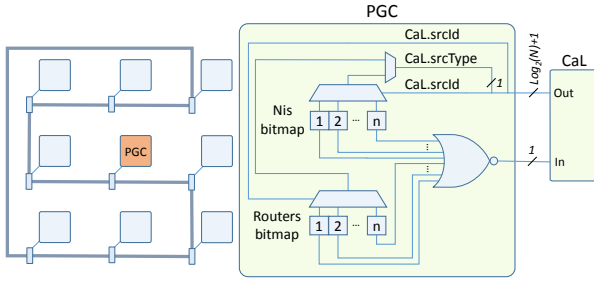 PGC
CaL.srcId
CaL.srcType
CaL.srcId
1
Log2(N)+1
CaL
Out
Nis
bitmap
1 2 ... n
...
...
1
In
PGC
Routers
bitmap
1 2 ... n